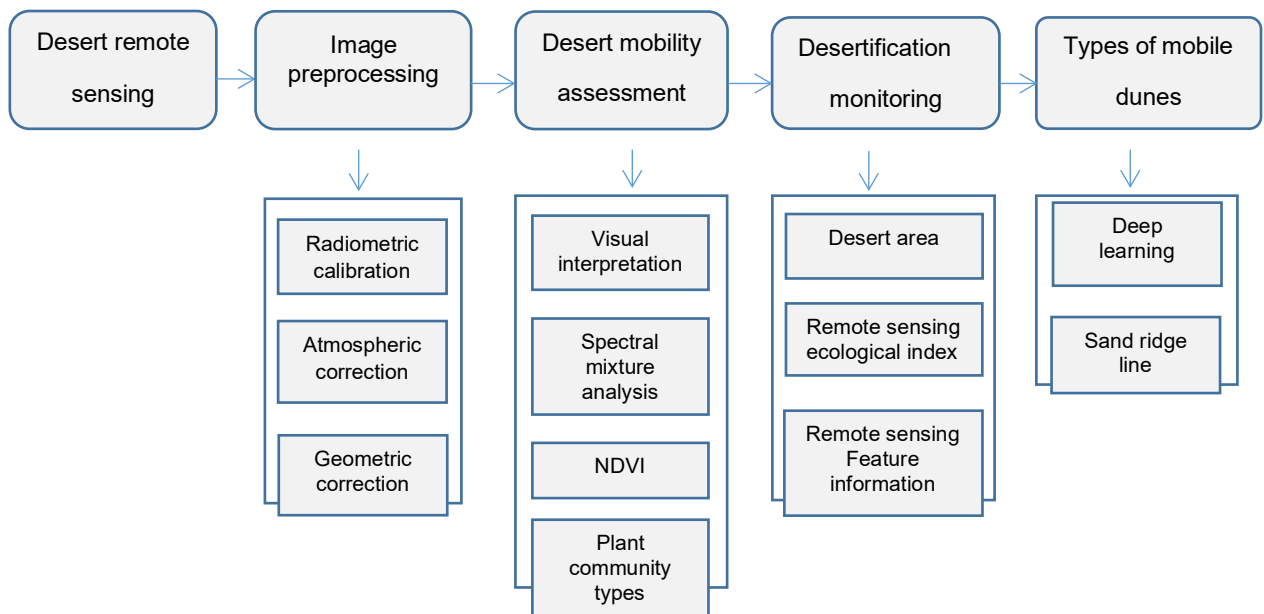 Desert remote
sensing
Image
preprocessing
Desert mobility
assessment
Desertification
monitoring
Types of mobile
dunes
Radiometric
calibration
Atmospheric
correction
Geometric
correction
Visual
interpretation
Spectral
mixture
analysis
NDVI
Plant
community
types
Desert area
Remote sensing
ecological index
Remote sensing
Feature
information
Deep
learning
Sand ridge
line